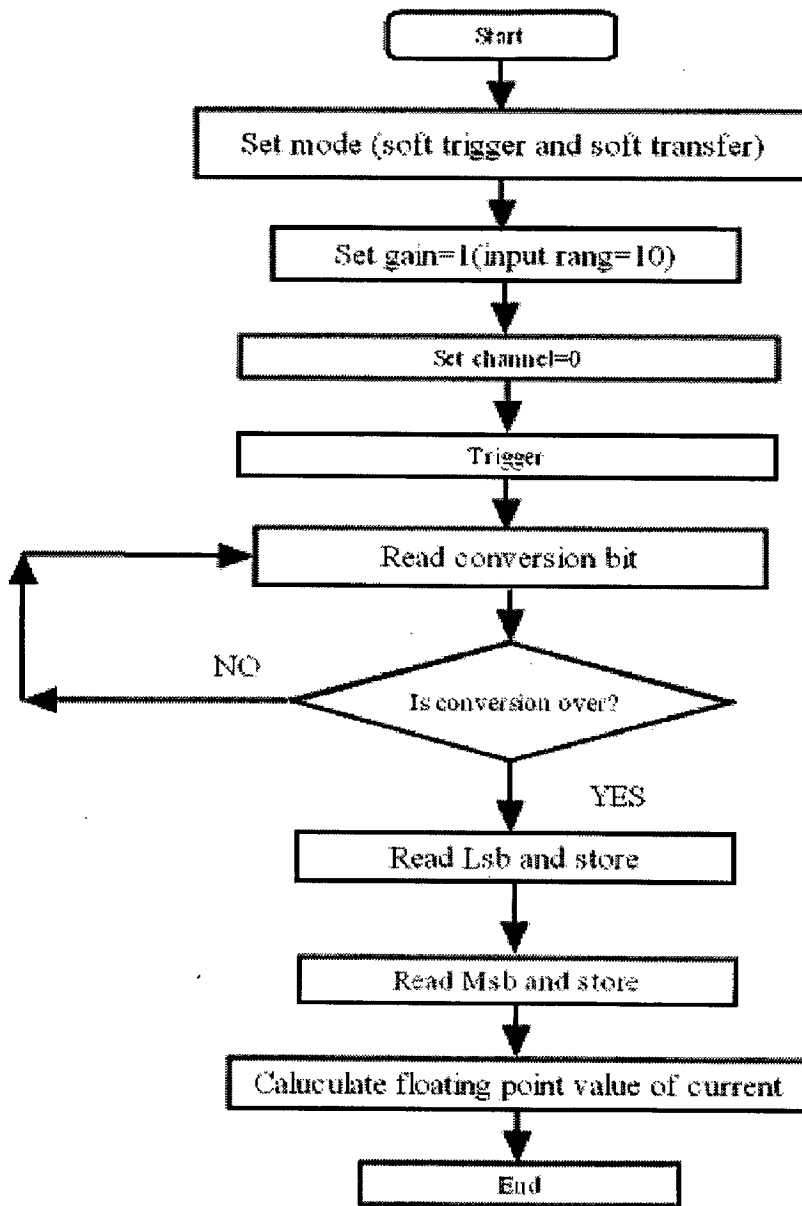 Start
Set mode (soft trigger and soft transfer)
Set gain=1(input rang=10)
Set channel=0
Trigger
Read conversion bit
NO
Is conversion over?
YES
Read Lsb and store
Read Msb and store
Caluculate floating point value of current
End